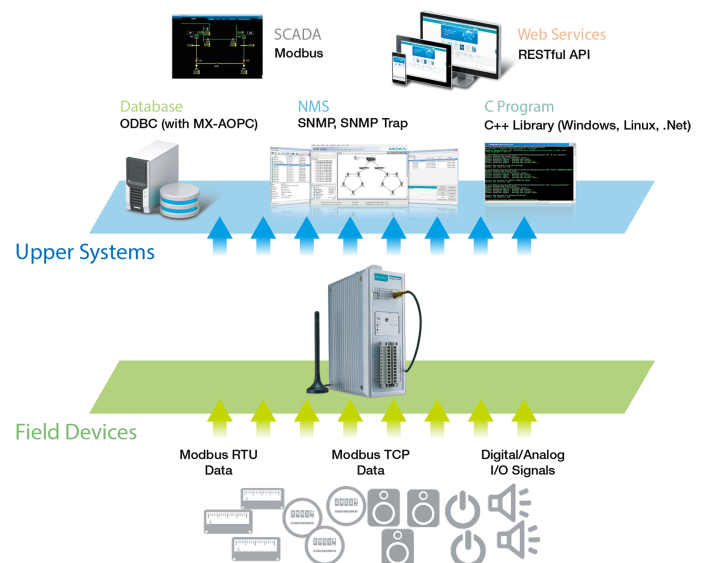 SCADA
Modbus
Web Services
RESTful API
Database
ODBC (with MX-AOPC)
NMS
SNMP, SNMP Trap
C Program
C++ Library (Windows, Linux, .Net)
MOXA
Upper Systems
Field Devices
Modbus RTU
Data
Modbus TCP
Data
Digital/Analog
I/O Signals